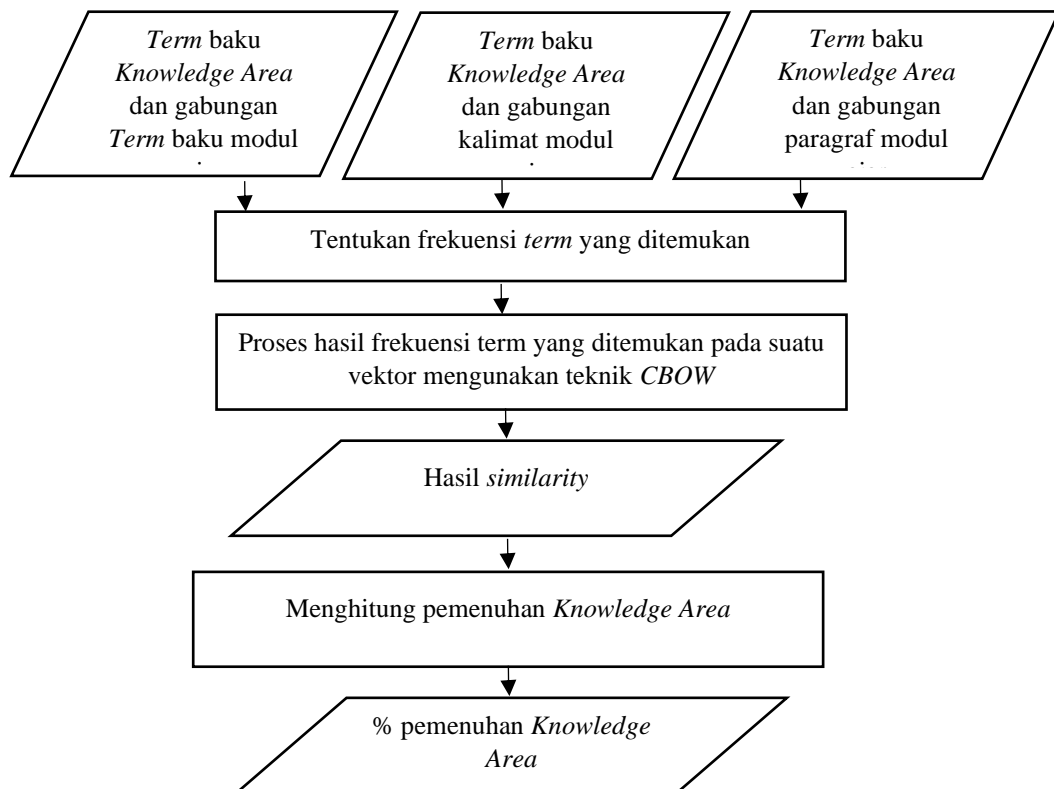 Term baku
Knowledge Area
dan gabungan
Term baku modul
Term baku
Knowledge Area
dan gabungan
kalimat modul
Term baku
Knowledge Area
dan gabungan
paragraf modul
Tentukan frekuensi term yang ditemukan
Proses hasil frekuensi term yang ditemukan pada suatu
vektor mengunakan teknik CBOW
Hasil similarity
Menghitung pemenuhan Knowledge Area
% pemenuhan Knowledge
Area